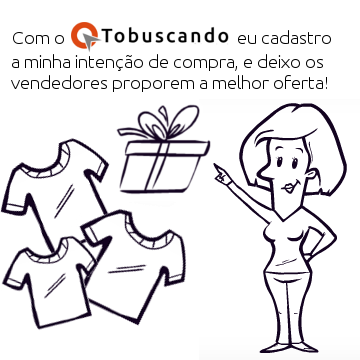 Com o Tobuscando eu cadastro
a minha intenção de compra, e deixo os
vendedores proporem a melhor oferta!